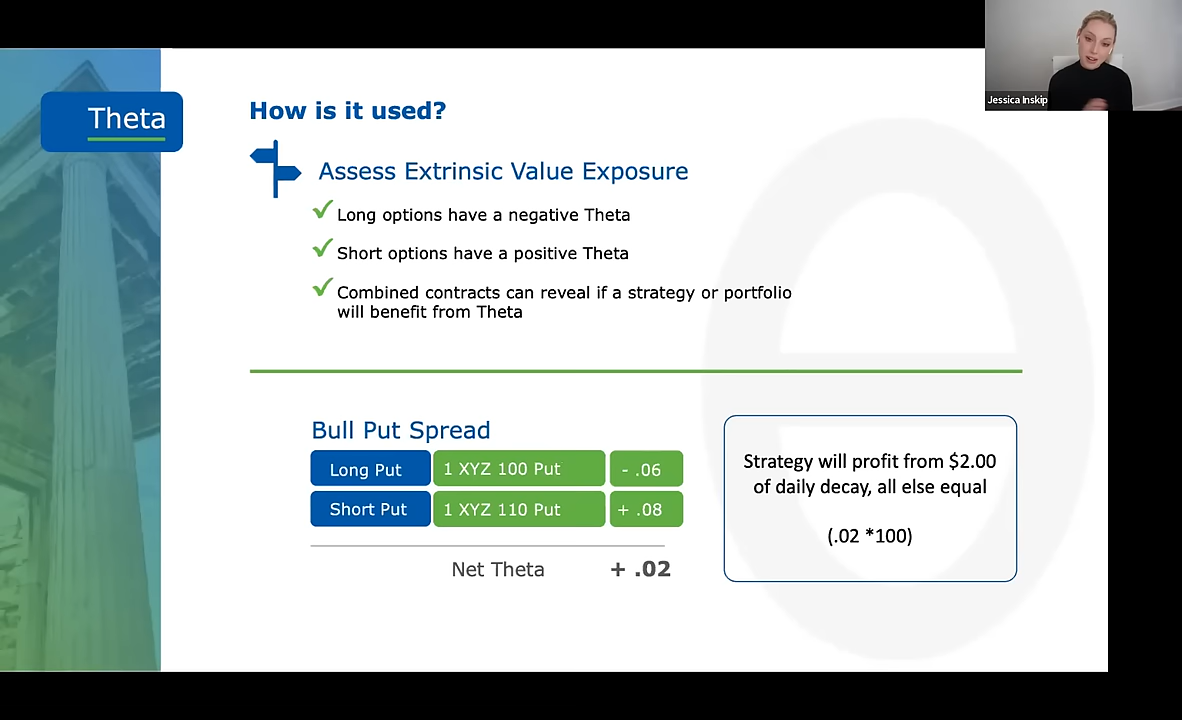 Jessica Inskip
Theta
How is it used?
Assess Extrinsic Value Exposure
Long options have a negative Theta
Short options have a positive Theta
Combined contracts can reveal if a strategy or portfolio
will benefit from Theta
Bull Put Spread
Long Put 1 XYZ 100 Put - .06
Short Put 1 XYZ 110 Put + .08
Net Theta + .02
Strategy will profit from $2.00
of daily decay, all else equal
(.02 *100)